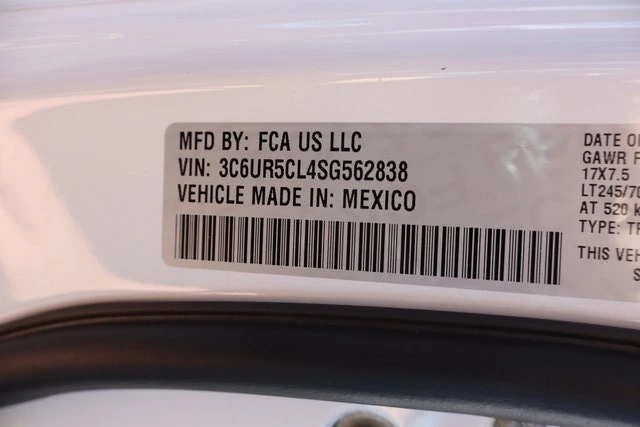 MFD BY: FCA US LLC
VIN: 3C6UR5CL4SG562838
VEHICLE MADE IN: MEXICO
DATE O
GAWR F
17X7.5
LT245/70
AT 520 k
TYPE: TR
THIS VEH
S